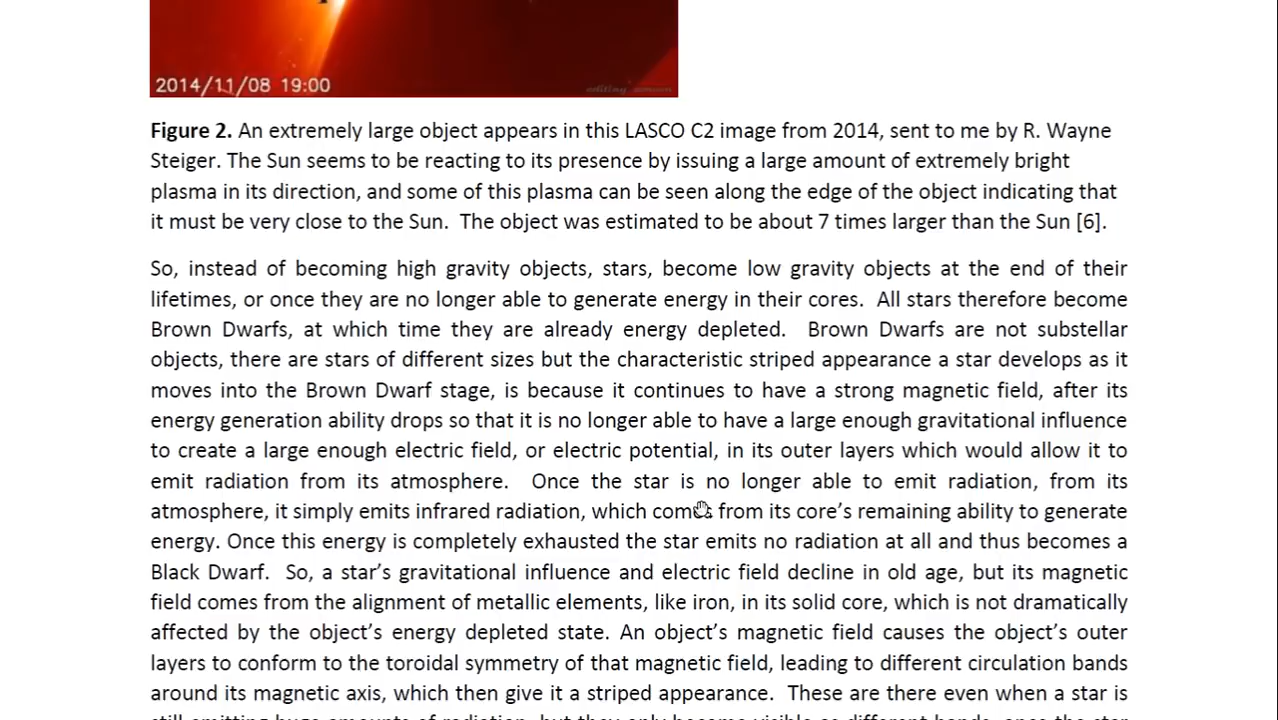 2014/11/08 19:00
Figure 2. An extremely large object appears in this LASCO C2 image from 2014, sent to me by R. Wayne
Steiger. The Sun seems to be reacting to its presence by issuing a large amount of extremely bright
plasma in its direction, and some of this plasma can be seen along the edge of the object indicating that
it must be very close to the Sun.  The object was estimated to be about 7 times larger than the Sun [6].
So, instead of becoming high gravity objects, stars, become low gravity objects at the end of their
lifetimes, or once they are no longer able to generate energy in their cores.  All stars therefore become
Brown Dwarfs, at which time they are already energy depleted.  Brown Dwarfs are not substellar
objects, there are stars of different sizes but the characteristic striped appearance a star develops as it
moves into the Brown Dwarf stage, is because it continues to have a strong magnetic field, after its
energy generation ability drops so that it is no longer able to have a large enough gravitational influence
to create a large enough electric field, or electric potential, in its outer layers which would allow it to
emit radiation from its atmosphere.  Once the star is no longer able to emit radiation, from its
atmosphere, it simply emits infrared radiation, which comes from its core's remaining ability to generate
energy. Once this energy is completely exhausted the star emits no radiation at all and thus becomes a
Black Dwarf.  So, a star's gravitational influence and electric field decline in old age, but its magnetic
field comes from the alignment of metallic elements, like iron, in its solid core, which is not dramatically
affected by the object's energy depleted state. An object's magnetic field causes the object's outer
layers to conform to the toroidal symmetry of that magnetic field, leading to different circulation bands
around its magnetic axis, which then give it a striped appearance.  These are there even when a star is